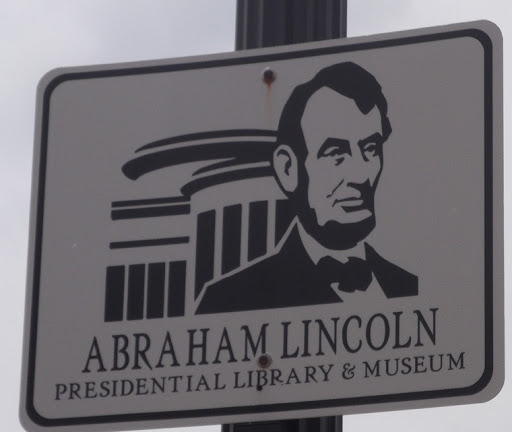 ABRAHAM LINCOLN
PRESIDENTIAL LIBRARY & MUSEUM